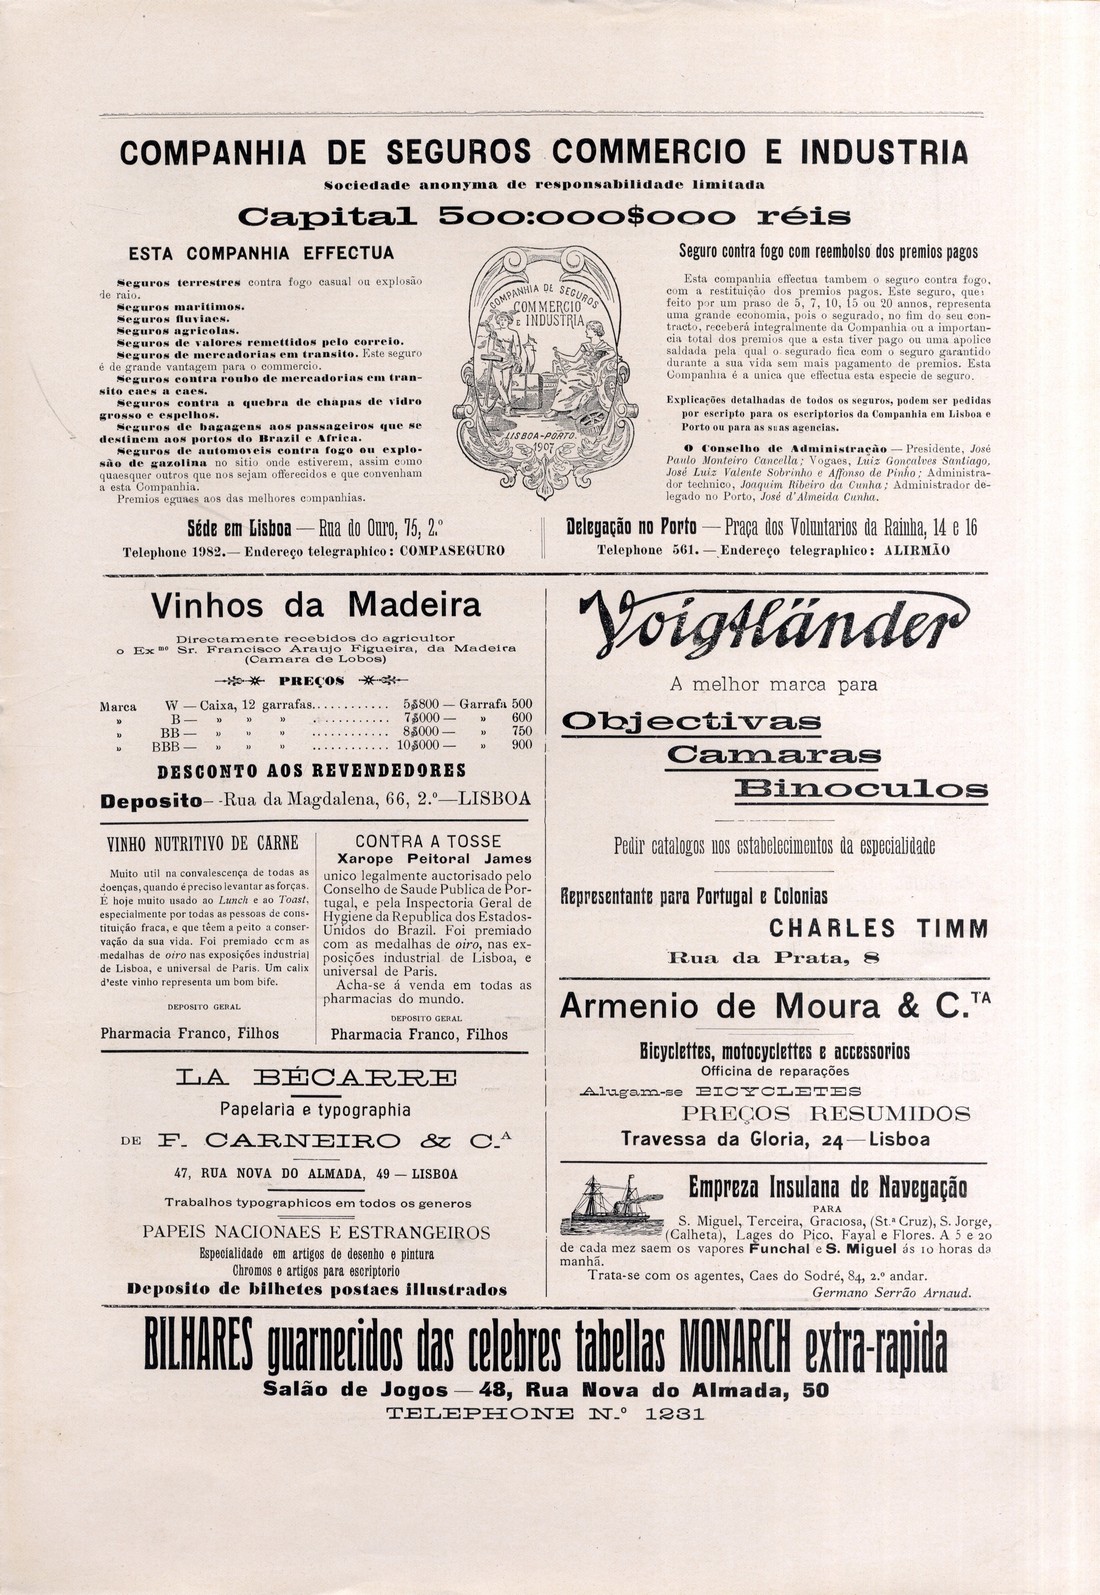 COMPANHIA DE SEGUROS COMMERCIO E INDUSTRIA
Sociedade anonyma de responsabilidade limitada
Capital 500:000$000 réis
ESTA COMPANHIA EFFECTUA
Seguros terrestres contra fogo casual ou explosão
de raio.
Seguros maritimos.
Seguros fluviaes.
Seguros agricolas.
Seguros de valores remettidos pelo correio.
Seguros de mercadorias em transito. Este seguro
é de grande vantagem para o commercio.
Seguros contra roubo de mercadorias em tran-
sito caes a caes.
Seguros contra a quebra de chapas de vidro
grosso e espelhos.
Seguros de bagagens aos passageiros que se
destinem aos portos do Brazil e Africa.
Seguros de automoveis contra fogo ou explo-
são de gazolina no sitio onde estiverem, assim como
quaesquer outros que nos sejam offerecidos e que convenham
a esta Companhia.
Premios eguaes aos das melhores companhias.
COMPANHIA DE SEGUROS
COMMERCIO
E INDUSTRIA
LISBOA-PORTO.
1907
Seguro contra fogo com reembolso dos premios pagos
Esta companhia effectua tambem o seguro contra fogo,
com a restituição dos premios pagos. Este seguro, que
feito por um praso de 5, 7, 10, 15 ou 20 annos, representa
uma grande economia, pois o segurado, no fim do seu con-
tracto, receberá integralmente da Companhia ou a importan-
cia total dos premios que a esta tiver pago ou uma apolice
saldada pela qual o segurado fica com o seguro garantido
durante a sua vida sem mais pagamento de premios. Esta
Companhia é a unica que effectua esta especie de seguro.
Explicações detalhadas de todos os seguros, podem ser pedidas
por escripto para os escriptorios da Companhia em Lisboa e
Porto ou para as suas agencias.
O Conselho de Administração — Presidente, José
Paulo Monteiro Cancella; Vogaes, Luiz Gonçalves Santiago,
José Luiz Valente Sobrinho e Affonso de Pinho; Administra-
dor technico, Joaquim Ribeiro da Cunha; Administrador de-
legado no Porto, José d'Almeida Cunha.
Séde em Lisboa — Rua do Ouro, 75, 2.º
Telephone 1982. — Endereço telegraphico: COMPASEGURO
Delegação no Porto — Praça dos Voluntarios da Rainha, 14 e 16
Telephone 561. — Endereço telegraphico: ALIRMÃO
Vinhos da Madeira
Directamente recebidos do agricultor
o Exmo Sr. Francisco Araujo Figueira, da Madeira
(Camara de Lobos)
PREÇOS
Marca W — Caixa, 12 garrafas............ 5$800 — Garrafa 500
» B — » » » ............ 7$000 — » 600
» BB — » » » ............ 8$000 — » 750
» BBB — » » » ............ 10$000 — » 900
DESCONTO AOS REVENDEDORES
Deposito — Rua da Magdalena, 66, 2.º — LISBOA
VINHO NUTRITIVO DE CARNE
Muito util na convalescença de todas as
doenças, quando é preciso levantar as forças.
É hoje muito usado ao Lunch e ao Toast,
especialmente por todas as pessoas de cons-
tituição fraca, e que têem a peito a conser-
vação da sua vida. Foi premiado com as
medalhas de oiro nas exposições industrial
de Lisboa, e universal de Paris. Um calix
d'este vinho representa um bom bife.
DEPOSITO GERAL
Pharmacia Franco, Filhos
CONTRA A TOSSE
Xarope Peitoral James
unico legalmente auctorisado pelo
Conselho de Saude Publica de Por-
tugal, e pela Inspectoria Geral de
Hygiene da Republica dos Estados-
Unidos do Brazil. Foi premiado
com as medalhas de oiro, nas ex-
posições industrial de Lisboa, e
universal de Paris.
Acha-se á venda em todas as
pharmacias do mundo.
DEPOSITO GERAL
Pharmacia Franco, Filhos
LA BÉCARRE
Papelaria e typographia
DE F. CARNEIRO & C.A
47, RUA NOVA DO ALMADA, 49 — LISBOA
Trabalhos typographicos em todos os generos
PAPEIS NACIONAES E ESTRANGEIROS
Especialidade em artigos de desenho e pintura
Chromos e artigos para escriptorio
Deposito de bilhetes postaes illustrados
Voigtländer
A melhor marca para
Objectivas
Camaras
Binoculos
Pedir catalogos nos estabelecimentos da especialidade
Representante para Portugal e Colonias
CHARLES TIMM
Rua da Prata, 8
Armenio de Moura & C.TA
Bicyclettes, motocyclettes e accessorios
Officina de reparações
Alugam-se BICYCLETES
PREÇOS RESUMIDOS
Travessa da Gloria, 24 — Lisboa
Empreza Insulana de Navegação
PARA
S. Miguel, Terceira, Graciosa, (St.ª Cruz), S. Jorge,
(Calheta), Lages do Pico, Fayal e Flores. A 5 e 20
de cada mez saem os vapores Funchal e S. Miguel ás 10 horas da
manhã.
Trata-se com os agentes, Caes do Sodré, 84, 2.º andar.
Germano Serrão Arnaud.
BILHARES guarnecidos das celebres tabellas MONARCH extra-rapida
Salão de Jogos — 48, Rua Nova do Almada, 50
TELEPHONE N.º 1231